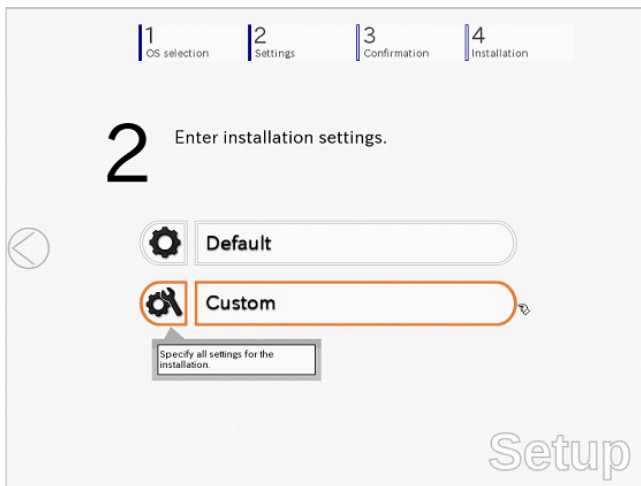 1
OS selection
2
Settings
3
Confirmation
4
Installation
2
Enter installation settings.
Default
Custom
Specify all settings for the
installation.
Setup